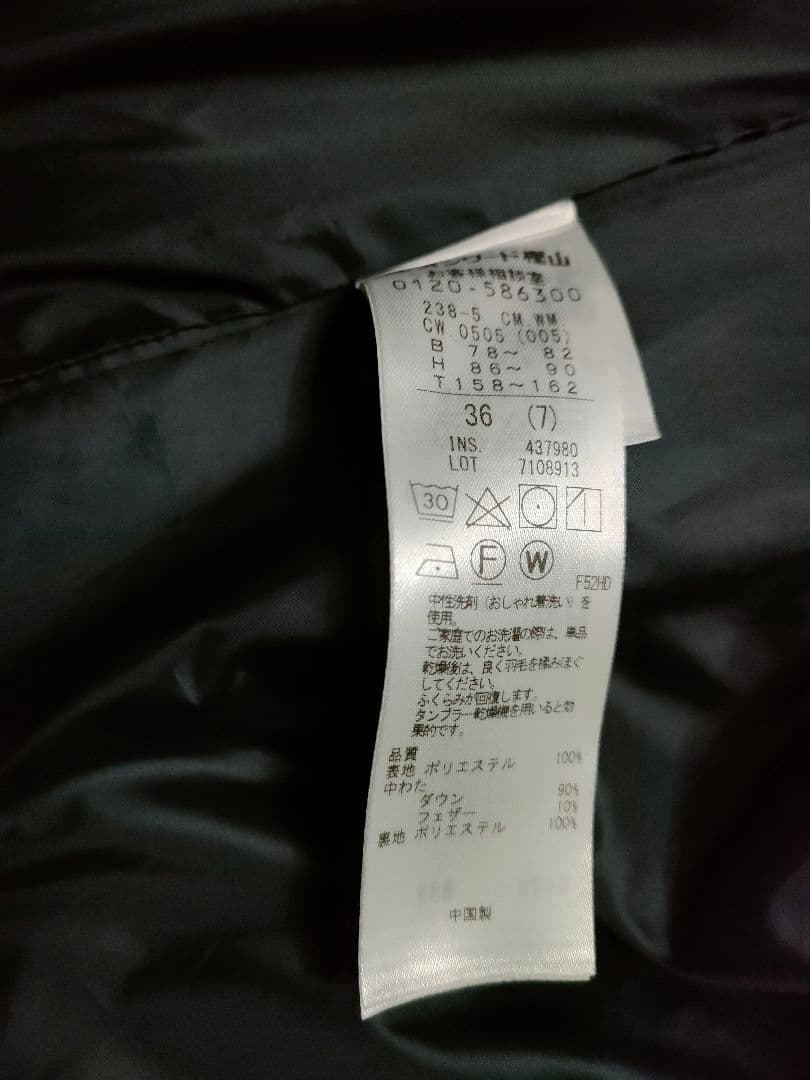 ード樫山
お客様相談室
0120-586300
238-5 CM WM
CW 0505 (005)
B 78～ 82
H 86～ 90
T 158～162
36 (7)
INS. 437980
LOT 7108913
30
F W
F52HD
中性洗剤（おしゃれ着洗い）を
使用。
ご家庭でのお洗濯の際は、単品
でお洗いください。
乾燥後は、良く羽毛を揉みほぐ
してください。
ふくらみが回復します。
タンブラー乾燥機を用いると効
果的です。
品質
表地 ポリエステル 100%
中わた
ダウン 90%
フェザー 10%
裏地 ポリエステル 100%
中国製